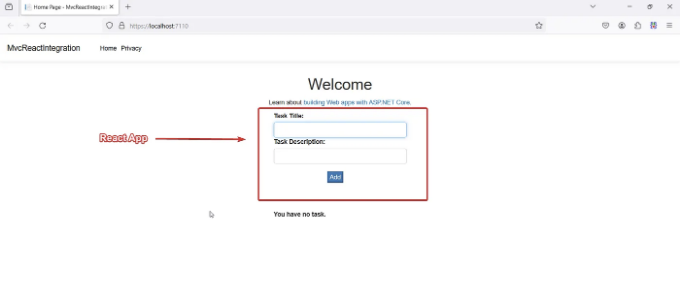 Home Page - MvcReactIntegra
https://localhost:7110
MvcReactIntegration Home Privacy
Welcome
Learn about building Web apps with ASP.NET Core.
Task Title:
React App
Task Description:
Add
You have no task.